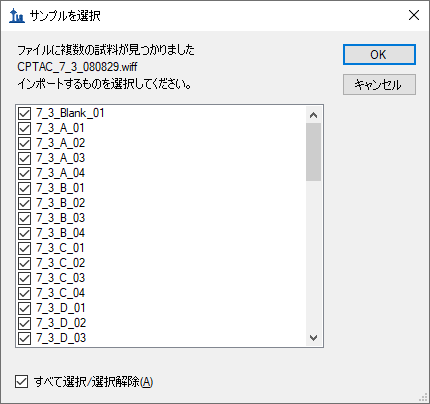 サンプルを選択
ファイルに複数の試料が見つかりました
CPTAC_7_3_080829.wiff
インポートするものを選択してください。
OK
キャンセル
7_3_Blank_01
7_3_A_01
7_3_A_02
7_3_A_03
7_3_A_04
7_3_B_01
7_3_B_02
7_3_B_03
7_3_B_04
7_3_C_01
7_3_C_02
7_3_C_03
7_3_C_04
7_3_D_01
7_3_D_02
7_3_D_03
すべて選択/選択解除(A)